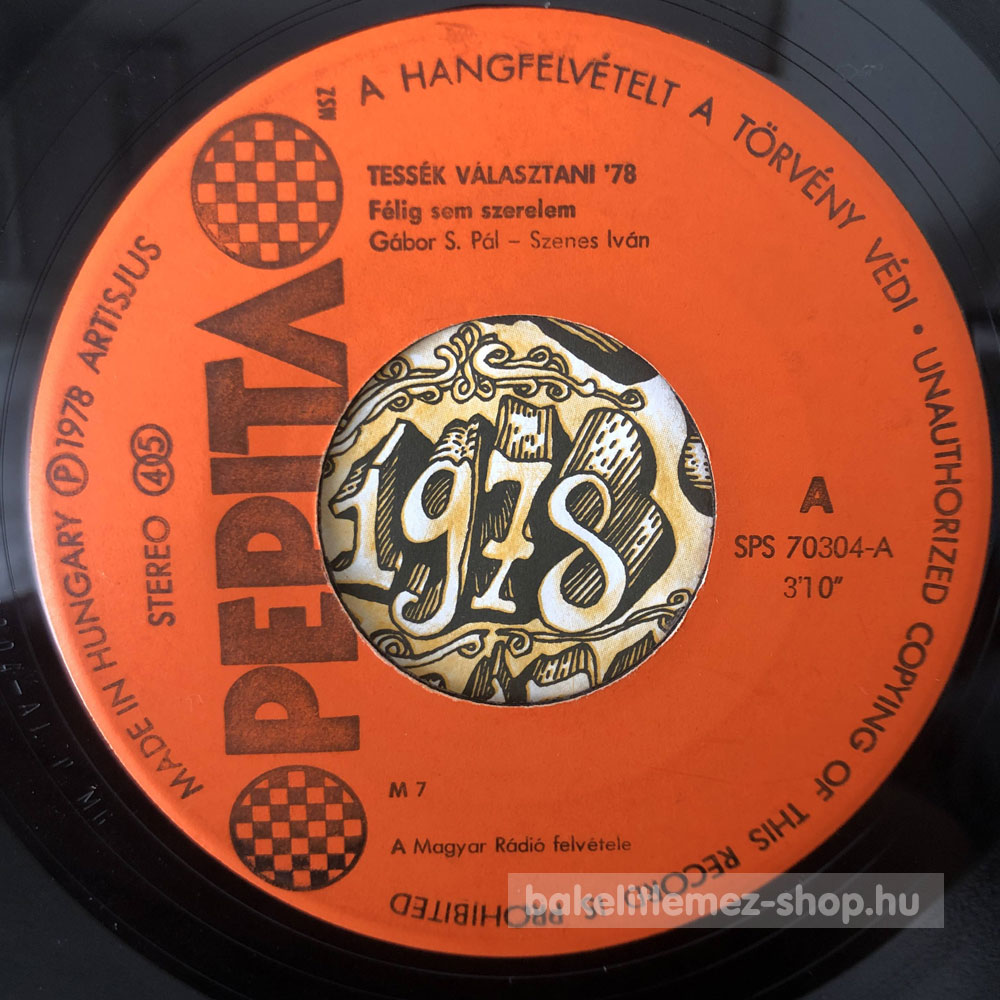 A HANGFELVÉTELT A TÖRVÉNY VÉDI • UNAUTHORIZED COPYING OF THIS RECORD IS PROHIBITED
MADE IN HUNGARY Ⓟ 1978 ARTISJUS
STEREO 45
PEPITA
MSZ
TESSÉK VÁLASZTANI '78
Félig sem szerelem
Gábor S. Pál – Szenes Iván
1978
A
SPS 70304-A
3'10"
M 7
A Magyar Rádió felvétele
bakelitlemez-shop.hu